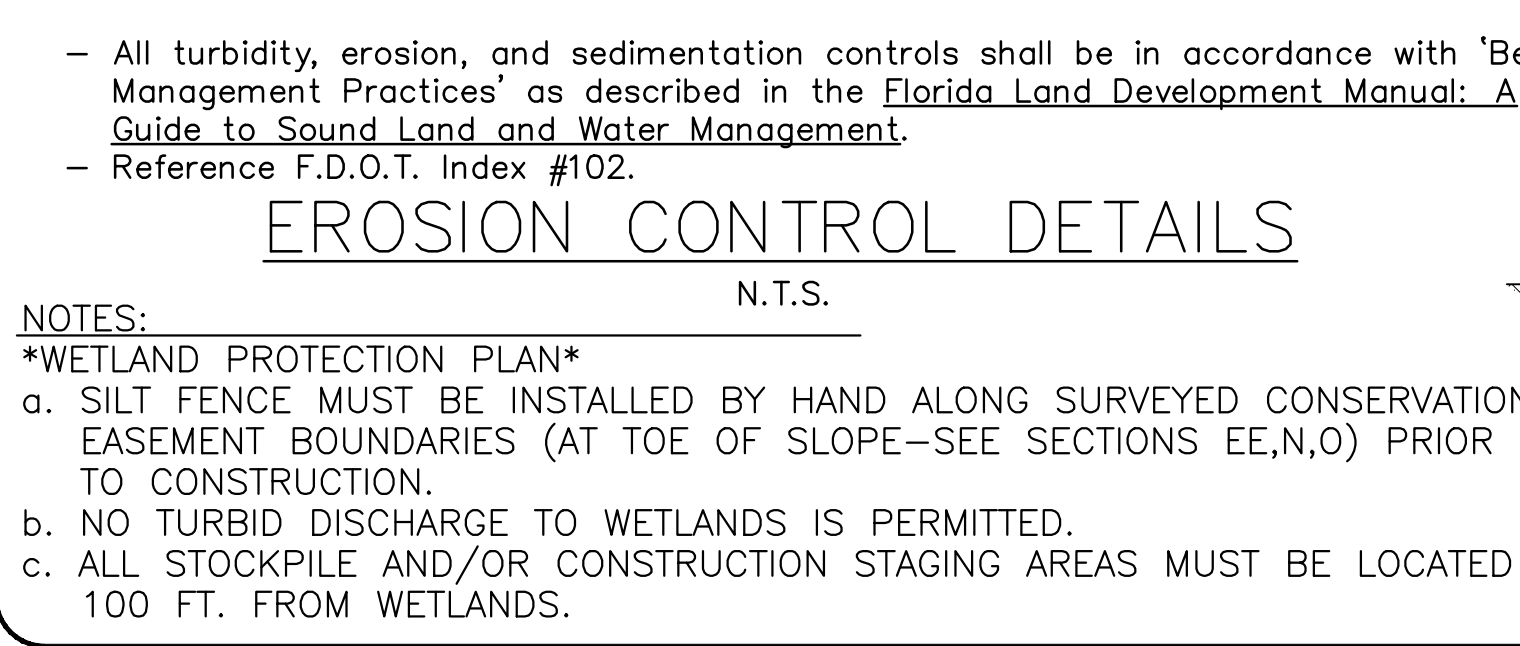 – All turbidity, erosion, and sedimentation controls shall be in accordance with 'Be
Management Practices' as described in the Florida Land Development Manual: A
Guide to Sound Land and Water Management.
– Reference F.D.O.T. Index #102.
EROSION CONTROL DETAILS
N.T.S.
NOTES:
*WETLAND PROTECTION PLAN*
a. SILT FENCE MUST BE INSTALLED BY HAND ALONG SURVEYED CONSERVATION
EASEMENT BOUNDARIES (AT TOE OF SLOPE–SEE SECTIONS EE,N,O) PRIOR
TO CONSTRUCTION.
b. NO TURBID DISCHARGE TO WETLANDS IS PERMITTED.
c. ALL STOCKPILE AND/OR CONSTRUCTION STAGING AREAS MUST BE LOCATED
100 FT. FROM WETLANDS.